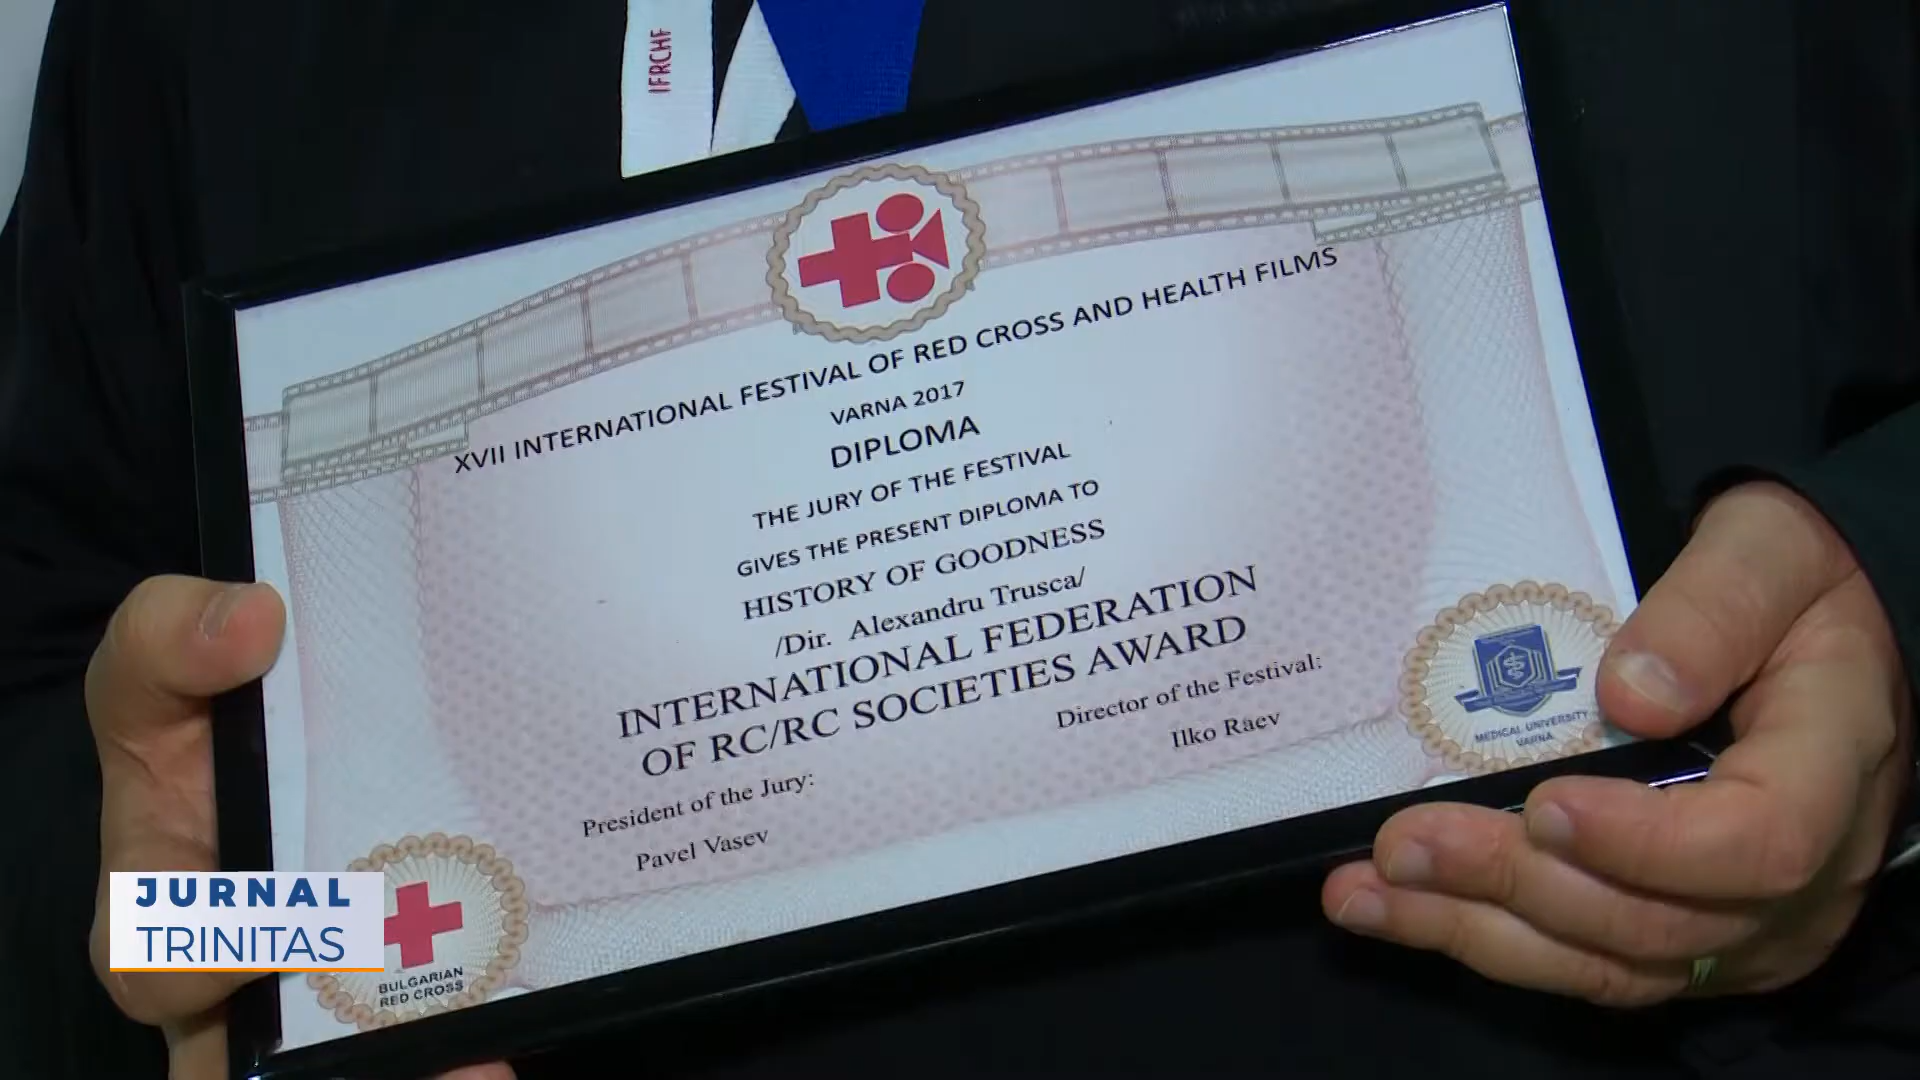 IFRCHF
XVII INTERNATIONAL FESTIVAL OF RED CROSS AND HEALTH FILMS
VARNA 2017
DIPLOMA
THE JURY OF THE FESTIVAL
GIVES THE PRESENT DIPLOMA TO
HISTORY OF GOODNESS
/Dir. Alexandru Trusca/
INTERNATIONAL FEDERATION
OF RC/RC SOCIETIES AWARD
Director of the Festival:
Ilko Raev
President of the Jury:
Pavel Vasev
MEDICAL UNIVERSITY
VARNA
BULGARIAN
RED CROSS
JURNAL
TRINITAS